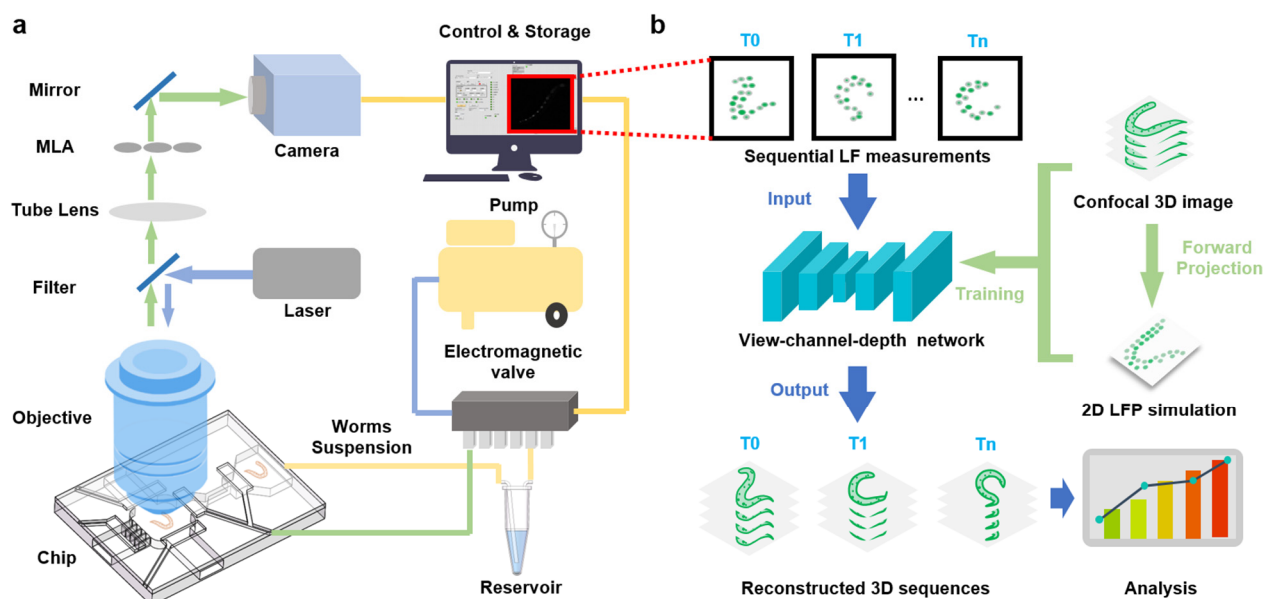 a
Control & Storage
Mirror
MLA
Camera
Tube Lens
Pump
Filter
Laser
Electromagnetic
valve
Objective
Worms
Suspension
Chip
Reservoir
b
T0
T1
Tn
...
Sequential LF measurements
Input
Confocal 3D image
Forward
Projection
Training
View-channel-depth network
Output
2D LFP simulation
T0
T1
Tn
Reconstructed 3D sequences
Analysis